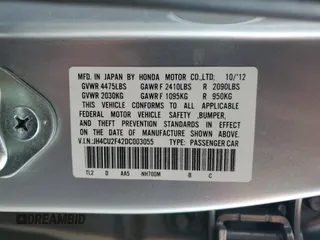 MFD. IN JAPAN BY HONDA MOTOR CO.,LTD. 10/'12
GVWR 4475LBS GAWR F 2410LBS R 2090LBS
GVWR 2030KG GAWR F 1095KG R 950KG
THIS VEHICLE CONFORMS TO ALL APPLICABLE
FEDERAL MOTOR VEHICLE SAFETY ,BUMPER,
AND THEFT PREVENTION STANDARDS IN EFFECT
ON THE DATE OF MANUFACTURE SHOWN ABOVE.
V.I.N.:JH4CU2F42DC003055 TYPE: PASSENGER CAR
TL2 D AA5 NH700M B C
DREAMBID